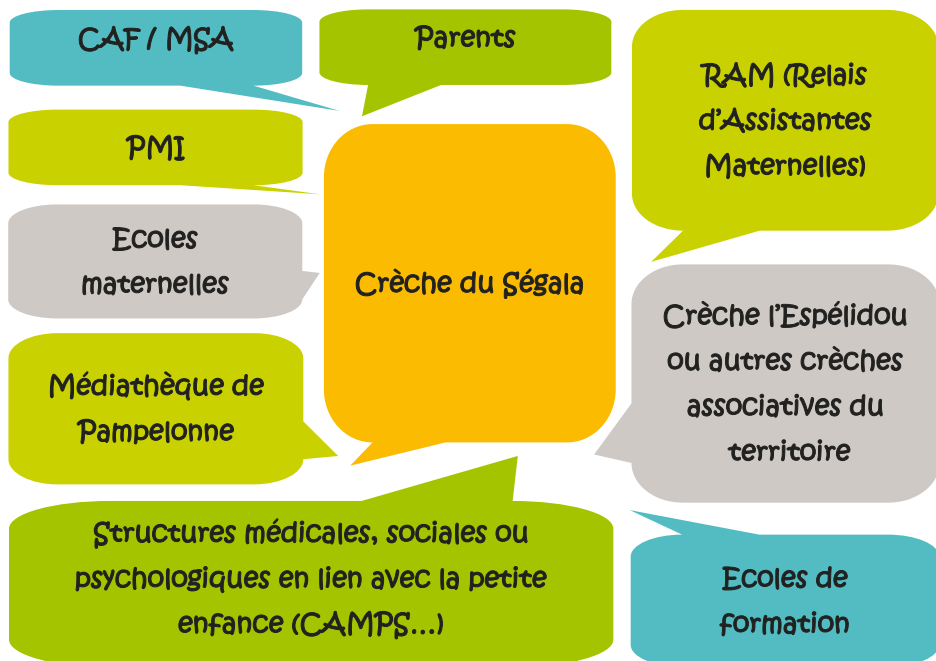 CAF / MSA
Parents
RAM (Relais
d'Assistantes
Maternelles)
PMI
Ecoles
maternelles
Crèche du Ségala
Crèche l'Espélidou
ou autres crèches
associatives du
territoire
Médiathèque de
Pampelonne
Structures médicales, sociales ou
psychologiques en lien avec la petite
enfance (CAMPS...)
Ecoles de
formation